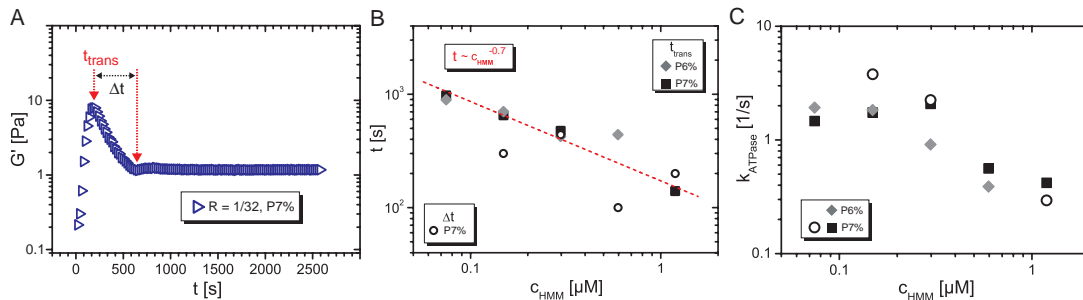 A
t_trans
Δt
10
1
0.1
G' [Pa]
R = 1/32, P7%
0 500 1000 1500 2000 2500 3000
t [s]
B
t ~ c_HMM^-0.7
t_trans
P6%
P7%
10^3
10^2
t [s]
Δt
P7%
0.1 1
c_HMM [µM]
C
10
1
0.1
k_ATPase [1/s]
P6%
P7%
0.1 1
c_HMM [µM]